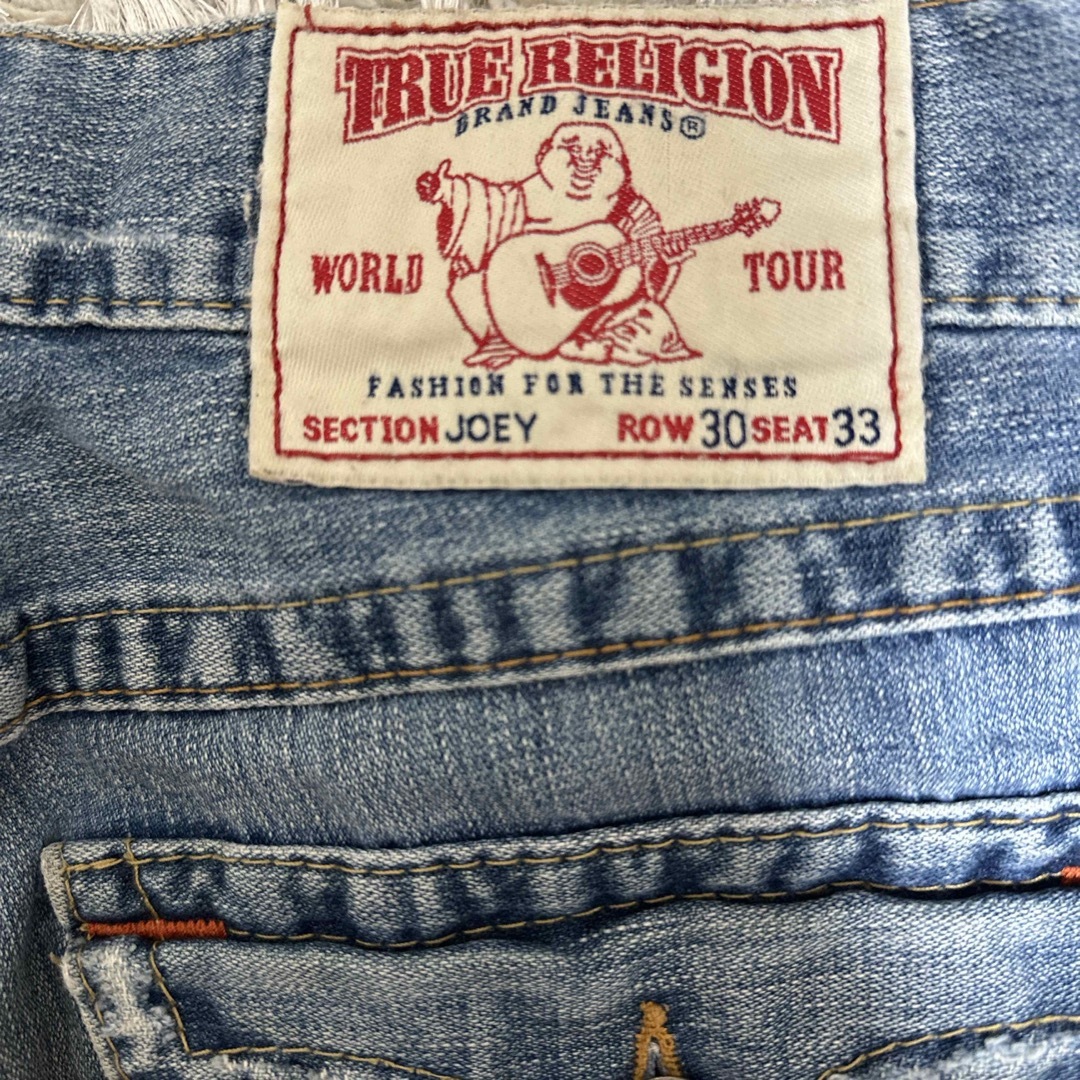 TRUE RELIGION
BRAND JEANS®
WORLD TOUR
FASHION FOR THE SENSES
SECTION JOEY ROW 30 SEAT 33